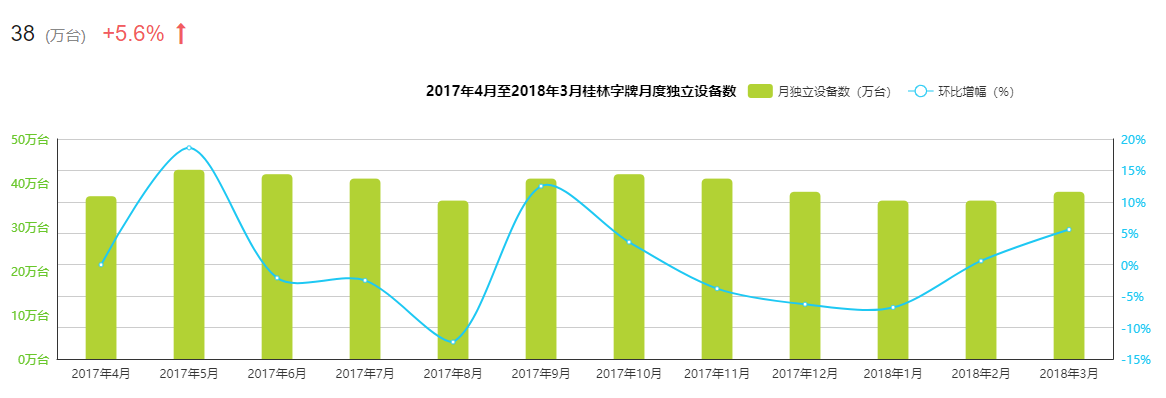 38 (万台) +5.6%
2017年4月至2018年3月桂林字牌月度独立设备数 月独立设备数（万台） 环比增幅（%）
50万台 20%
15%
40万台
10%
30万台
5%
20万台 0%
-5%
10万台
-10%
0万台 -15%
2017年4月 2017年5月 2017年6月 2017年7月 2017年8月 2017年9月 2017年10月 2017年11月 2017年12月 2018年1月 2018年2月 2018年3月